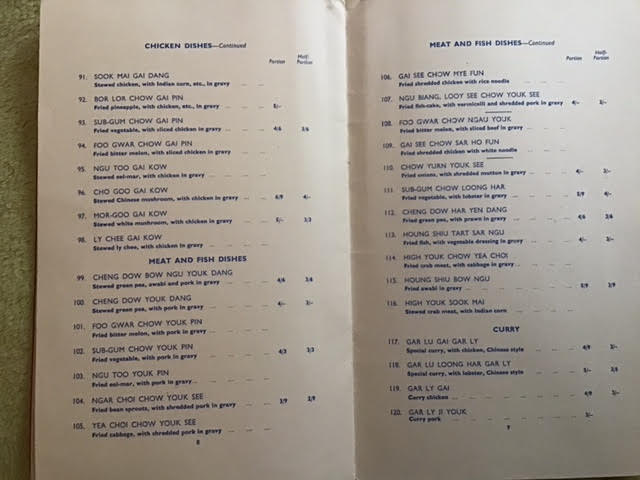 CHICKEN DISHES—Continued
Portion Half-Portion
91. SOOK MAI GAI DANG
Stewed chicken, with Indian corn, etc., in gravy
92. BOR LOR CHOW GAI PIN
Fried pineapple, with chicken, etc., in gravy 5/-
93. SUB-GUM CHOW GAI PIN
Fried vegetable, with sliced chicken in gravy 4/6 2/6
94. FOO GWAR CHOW GAI PIN
Fried bitter melon, with sliced chicken in gravy
95. NGU TOO GAI KOW
Stewed eel-mar, with chicken in gravy
96. CHO GOO GAI KOW
Stewed Chinese mushroom, with chicken in gravy 6/9 4/-
97. MOR-GOO GAI KOW
Stewed white mushroom, with chicken in gravy 5/- 3/3
98. LY CHEE GAI KOW
Stewed ly chee, with chicken in gravy
MEAT AND FISH DISHES
99. CHENG DOW BOW NGU YOUK DANG
Stewed green pea, awabi and pork in gravy 4/6 2/6
100. CHENG DOW YOUK DANG
Stewed green pea, with pork in gravy 4/- 2/-
101. FOO GWAR CHOW YOUK PIN
Fried bitter melon, with pork in gravy
102. SUB-GUM CHOW YOUK PIN
Fried vegetable, with pork in gravy 4/3 2/3
103. NGU TOO YOUK PIN
Fried eel-mar, with pork in gravy
104. NGAR CHOI CHOW YOUK SEE
Fried bean sprouts, with shredded pork in gravy 3/9 2/9
105. YEA CHOI CHOW YOUK SEE
Fried cabbage, with shredded pork in gravy
8
MEAT AND FISH DISHES—Continued
Portion Half-Portion
106. GAI SEE CHOW MYE FUN
Fried shredded chicken with rice noodle
107. NGU BIANG, LOOY SEE CHOW YOUK SEE
Fried fish-cake, with vermicelli and shredded pork in gravy 4/- 2/-
108. FOO GWAR CHOW NGAU YOUK
Fried bitter melon, with sliced beef in gravy
109. GAI SEE CHOW SAR HO FUN
Fried shredded chicken with white noodle
110. CHOW YURN YOUK SEE
Fried onions, with shredded mutton in gravy 4/- 2/-
111. SUB-GUM CHOW LOONG HAR
Fried vegetable, with lobster in gravy 5/9 4/-
112. CHENG DOW HAR YEN DANG
Fried green pea, with prawn in gravy 4/6 2/6
113. HOUNG SHIU TART SAR NGU
Fried fish, with vegetable dressing in gravy 4/- 2/-
114. HIGH YOUK CHOW YEA CHOI
Fried crab meat, with cabbage in gravy
115. HOUNG SHIU BOW NGU
Fried awabi in gravy 5/9 3/9
116. HIGH YOUK SOOK MAI
Stewed crab meat, with Indian corn
CURRY
117. GAR LU GAI GAR LY
Special curry, with chicken, Chinese style 4/9 2/-
118. GAR LU LOONG HAR GAR LY
Special curry, with lobster, Chinese style 5/- 3/6
119. GAR LY GAI
Curry chicken 4/9 2/-
120. GAR LY JI YOUK
Curry pork 3/-
9